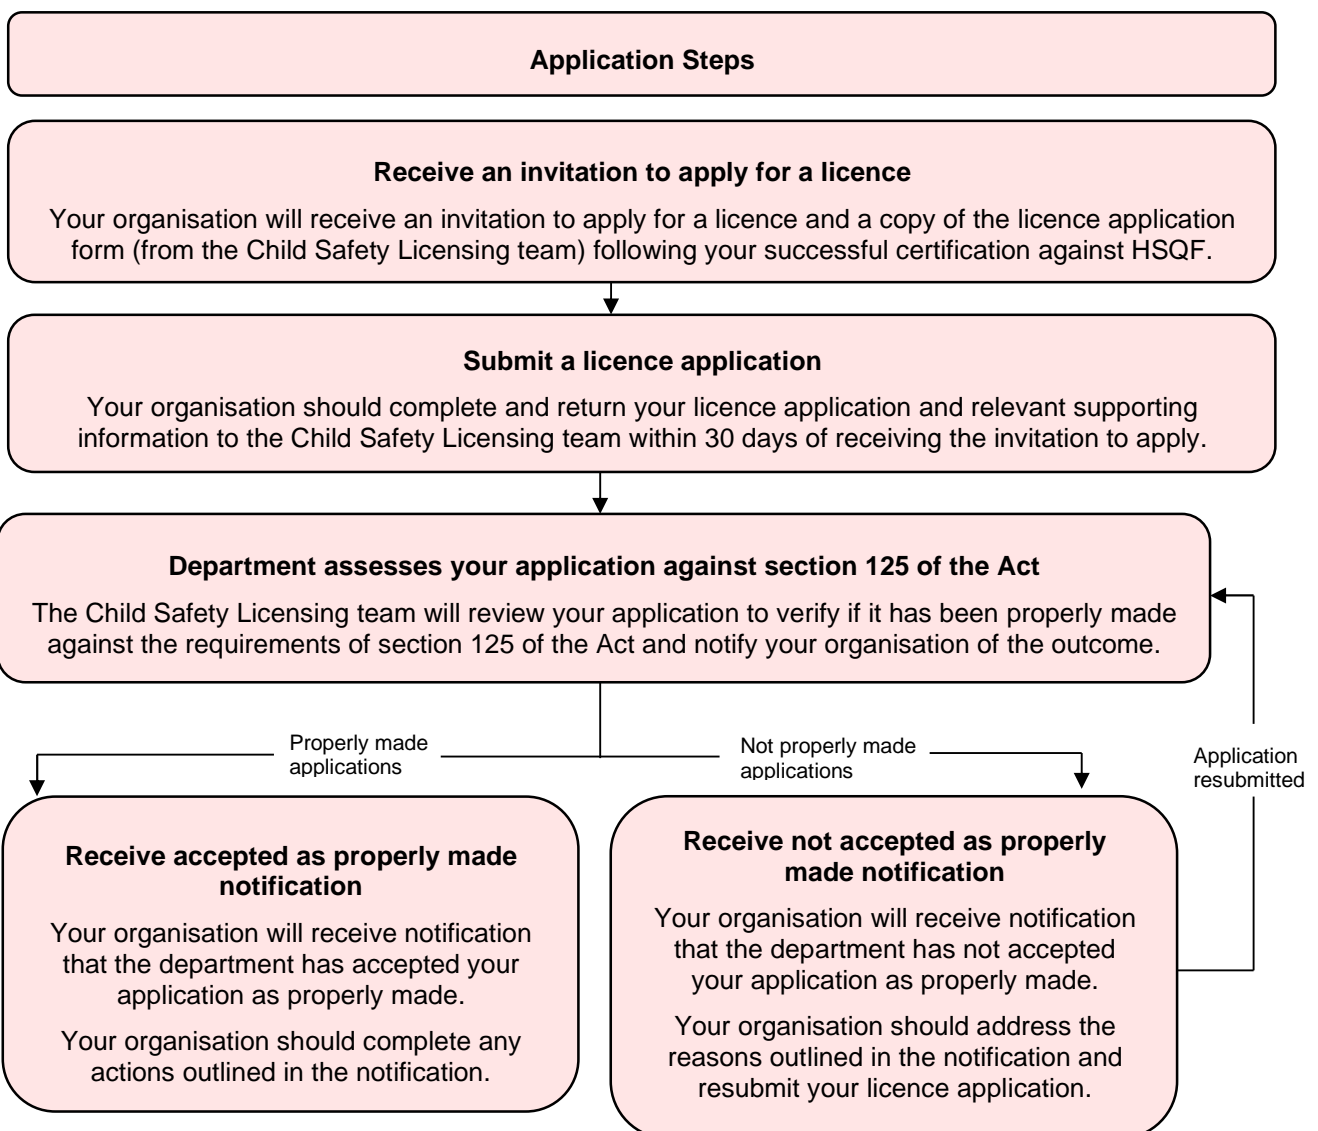 Application Steps
Receive an invitation to apply for a licence
Your organisation will receive an invitation to apply for a licence and a copy of the licence application
form (from the Child Safety Licensing team) following your successful certification against HSQF.
Submit a licence application
Your organisation should complete and return your licence application and relevant supporting
information to the Child Safety Licensing team within 30 days of receiving the invitation to apply.
Department assesses your application against section 125 of the Act
The Child Safety Licensing team will review your application to verify if it has been properly made
against the requirements of section 125 of the Act and notify your organisation of the outcome.
Properly made
applications
Not properly made
applications
Application
resubmitted
Receive accepted as properly made
notification
Your organisation will receive notification
that the department has accepted your
application as properly made.
Your organisation should complete any
actions outlined in the notification.
Receive not accepted as properly
made notification
Your organisation will receive notification
that the department has not accepted
your application as properly made.
Your organisation should address the
reasons outlined in the notification and
resubmit your licence application.